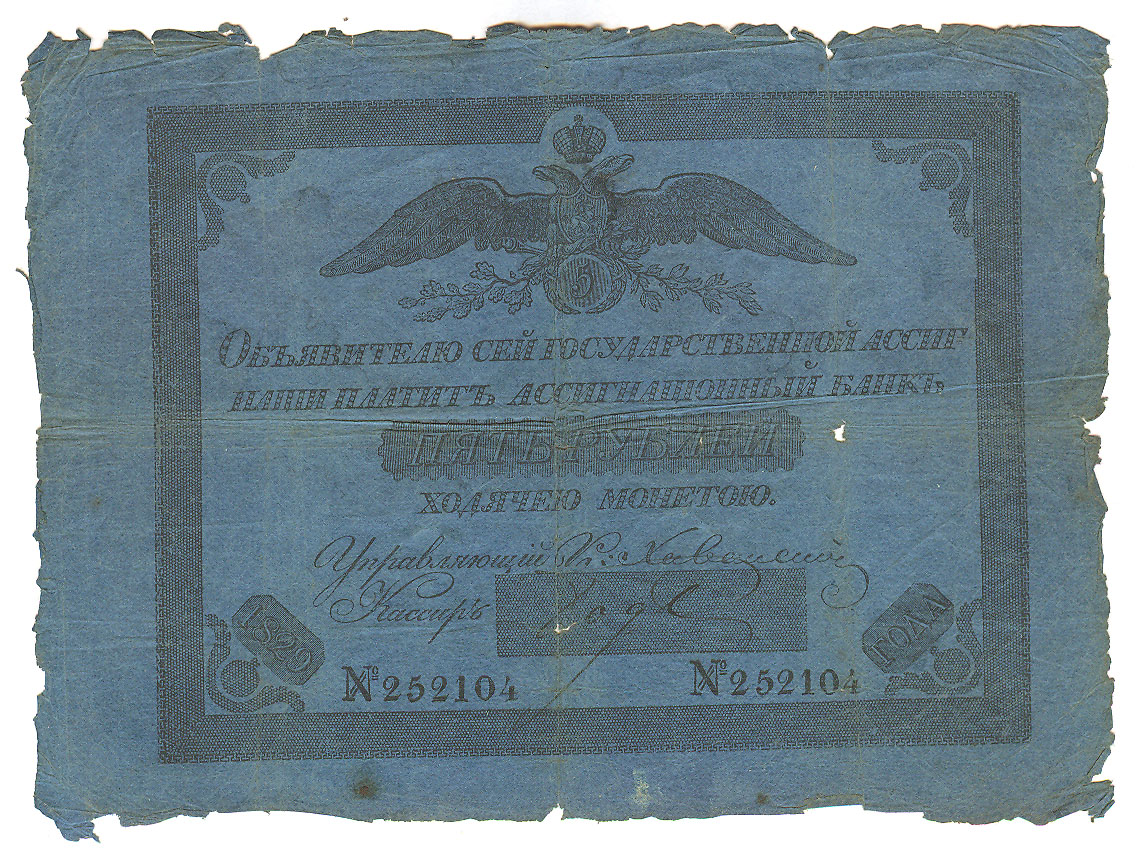 5
Объявителю сей государственной ассиг-
нации платитъ ассигнационный банкъ
ПЯТЬ РУБЛЕЙ
ходячею монетою.
Управляющий К:
Кассиръ
1829 ГОДА
№252104 №252104